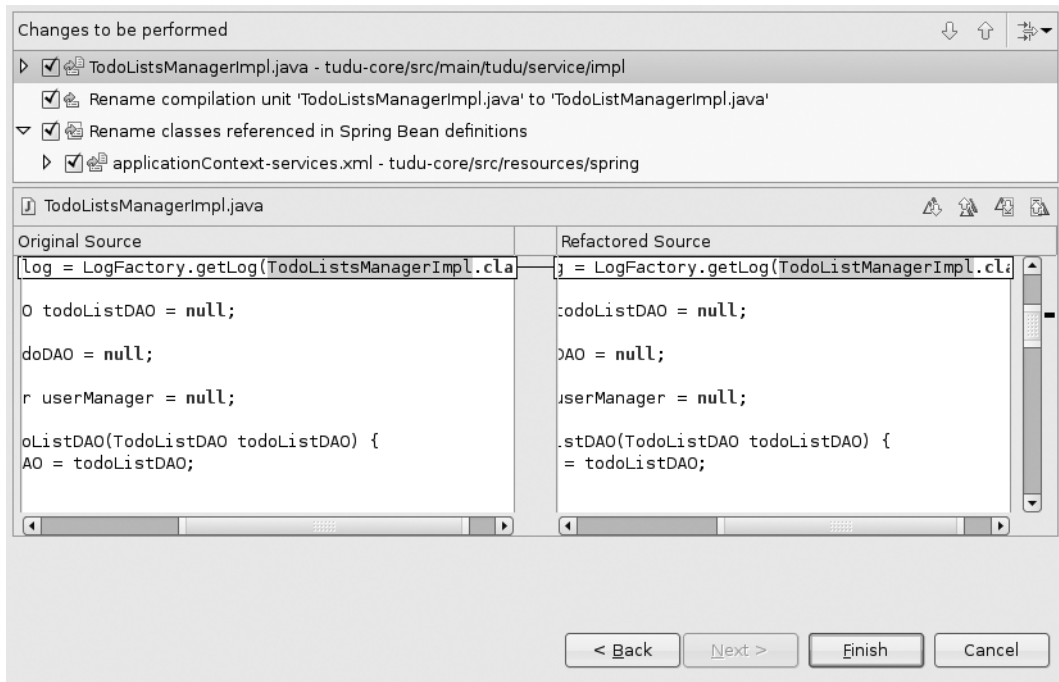 Changes to be performed
TodoListsManagerImpl.java - tudu-core/src/main/tudu/service/impl
Rename compilation unit 'TodoListsManagerImpl.java' to 'TodoListManagerImpl.java'
Rename classes referenced in Spring Bean definitions
applicationContext-services.xml - tudu-core/src/resources/spring
J TodoListsManagerImpl.java
Original Source
log = LogFactory.getLog(TodoListsManagerImpl.cla
O todoListDAO = null;
doDAO = null;
r userManager = null;
oListDAO(TodoListDAO todoListDAO) {
AO = todoListDAO;
Refactored Source
g = LogFactory.getLog(TodoListManagerImpl.cla
todoListDAO = null;
DAO = null;
userManager = null;
istDAO(TodoListDAO todoListDAO) {
= todoListDAO;
< Back
Next >
Finish
Cancel